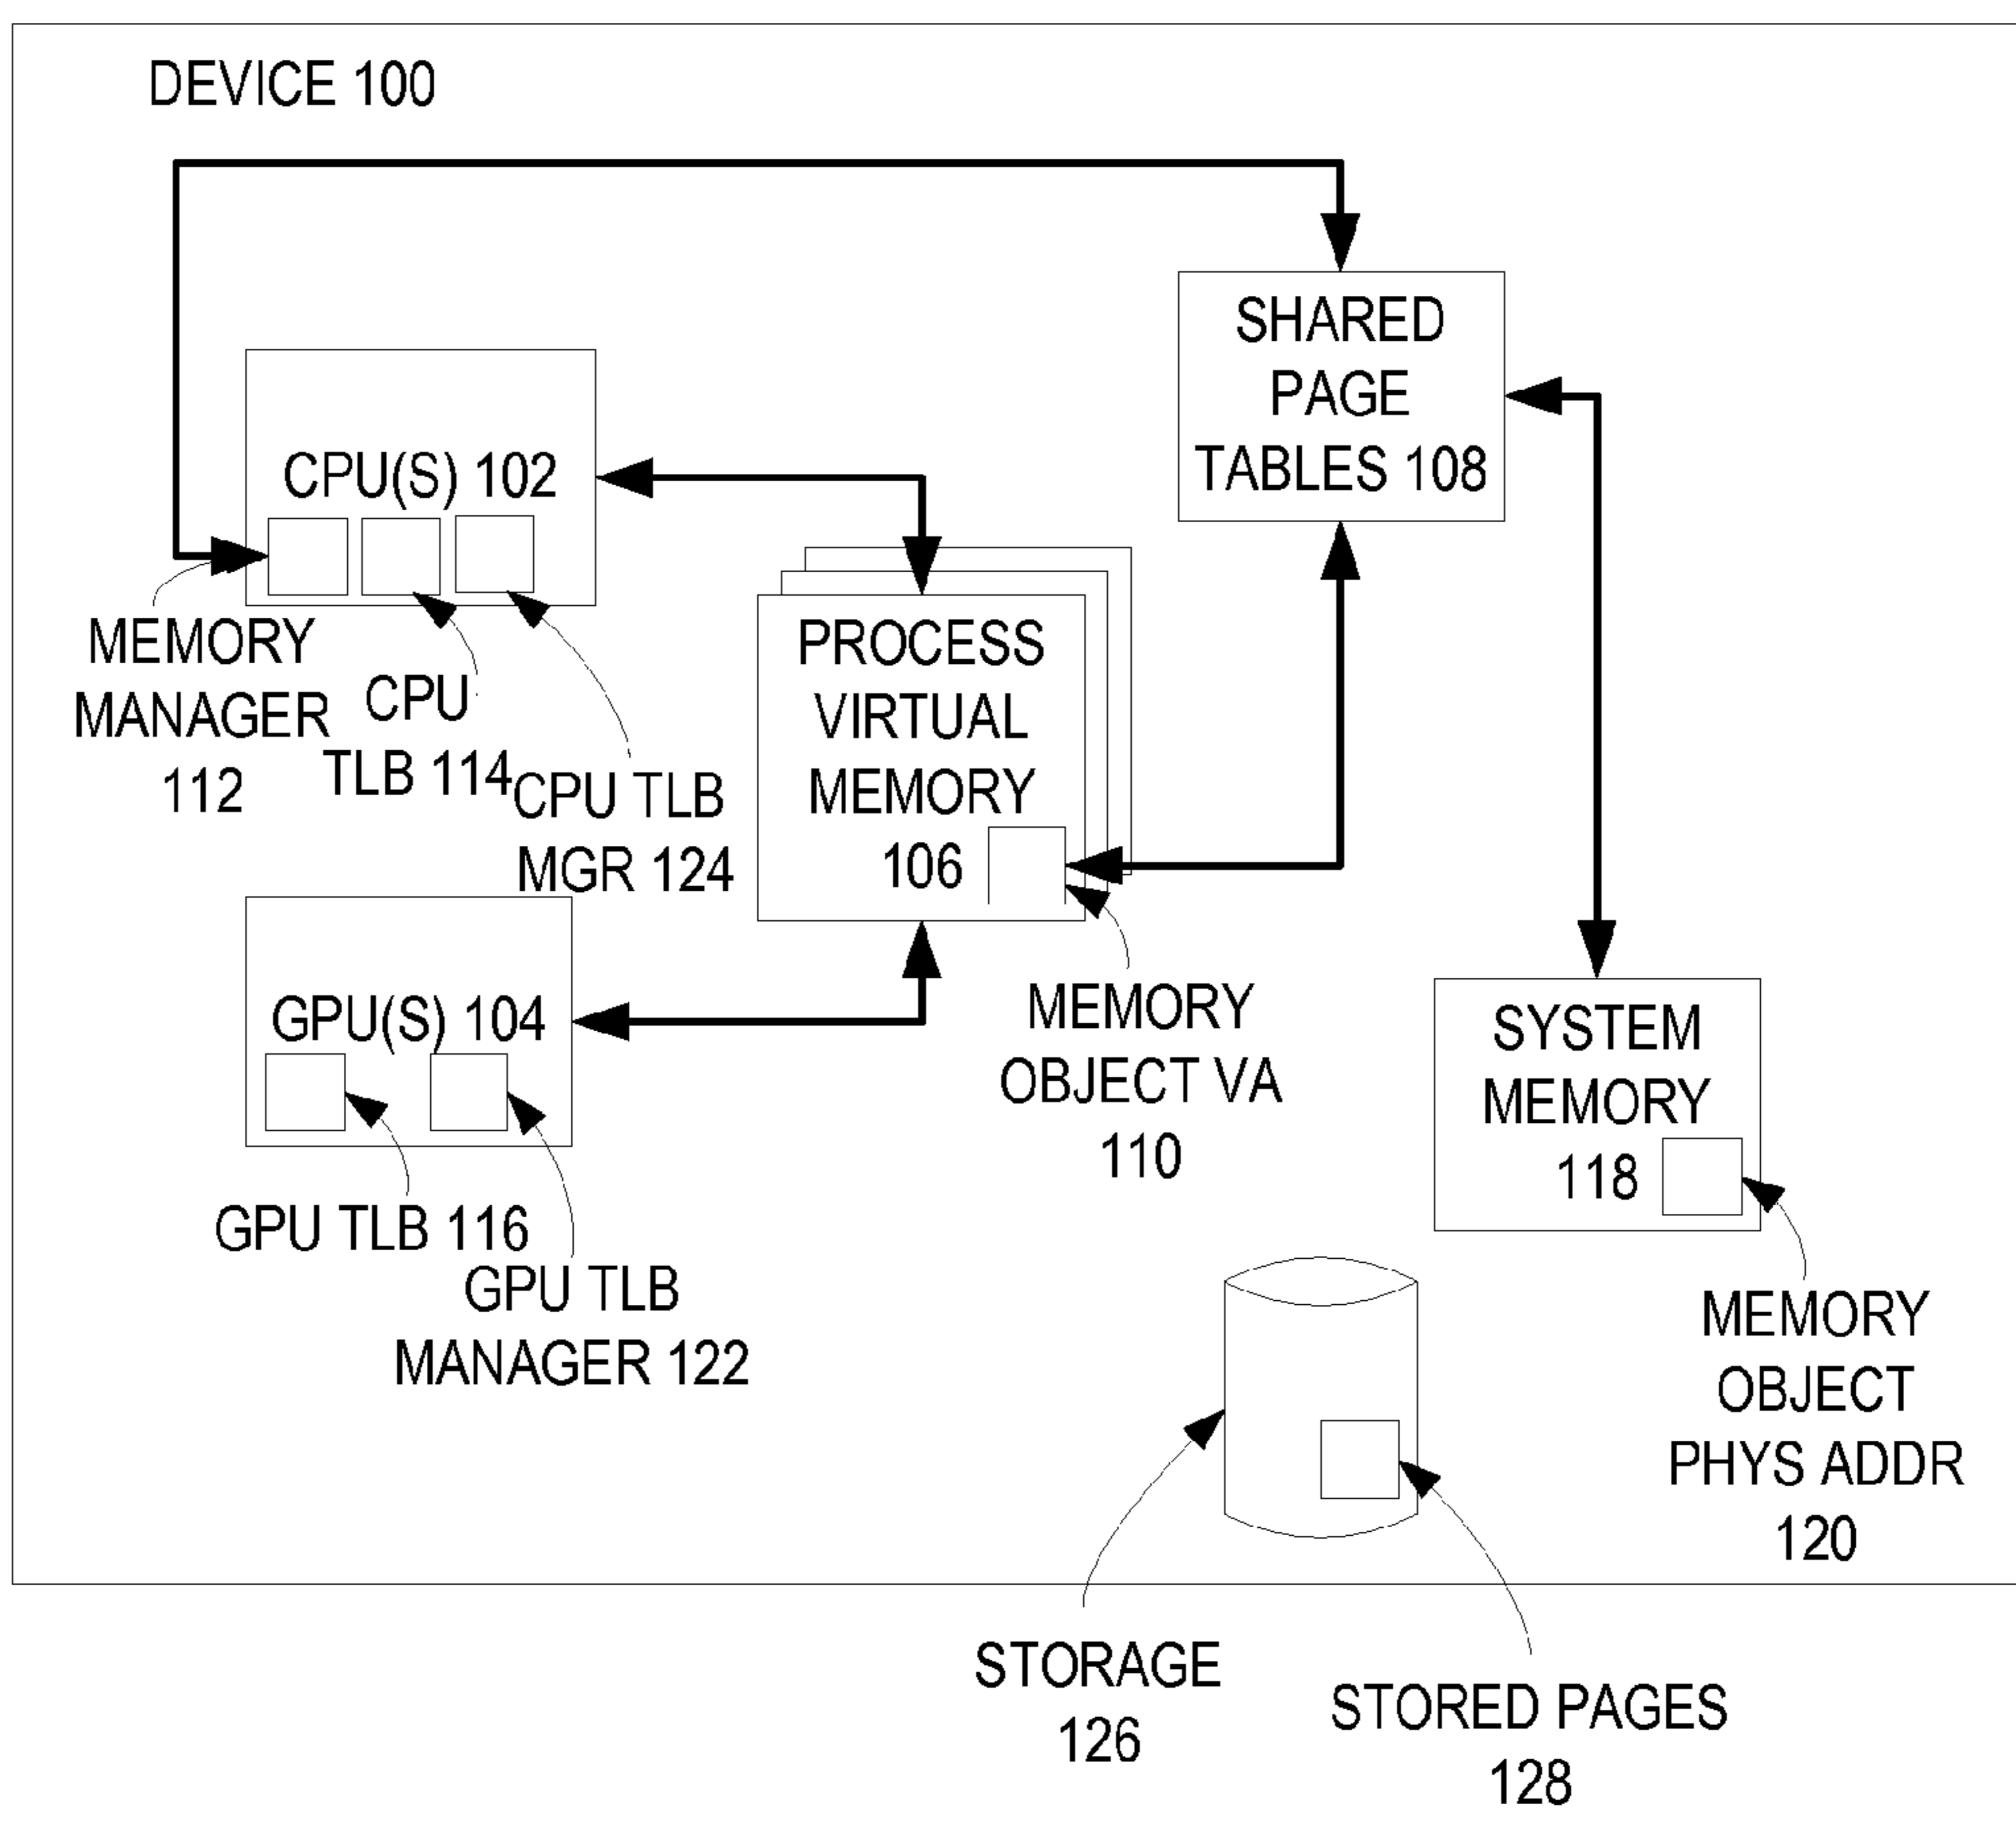 DEVICE 100
SHARED
PAGE
TABLES 108
CPU(S) 102
MEMORY
MANAGER
112
CPU
TLB 114
CPU TLB
MGR 124
PROCESS
VIRTUAL
MEMORY
106
GPU(S) 104
MEMORY
OBJECT VA
110
SYSTEM
MEMORY
118
GPU TLB 116
GPU TLB
MANAGER 122
MEMORY
OBJECT
PHYS ADDR
120
STORAGE
126
STORED PAGES
128